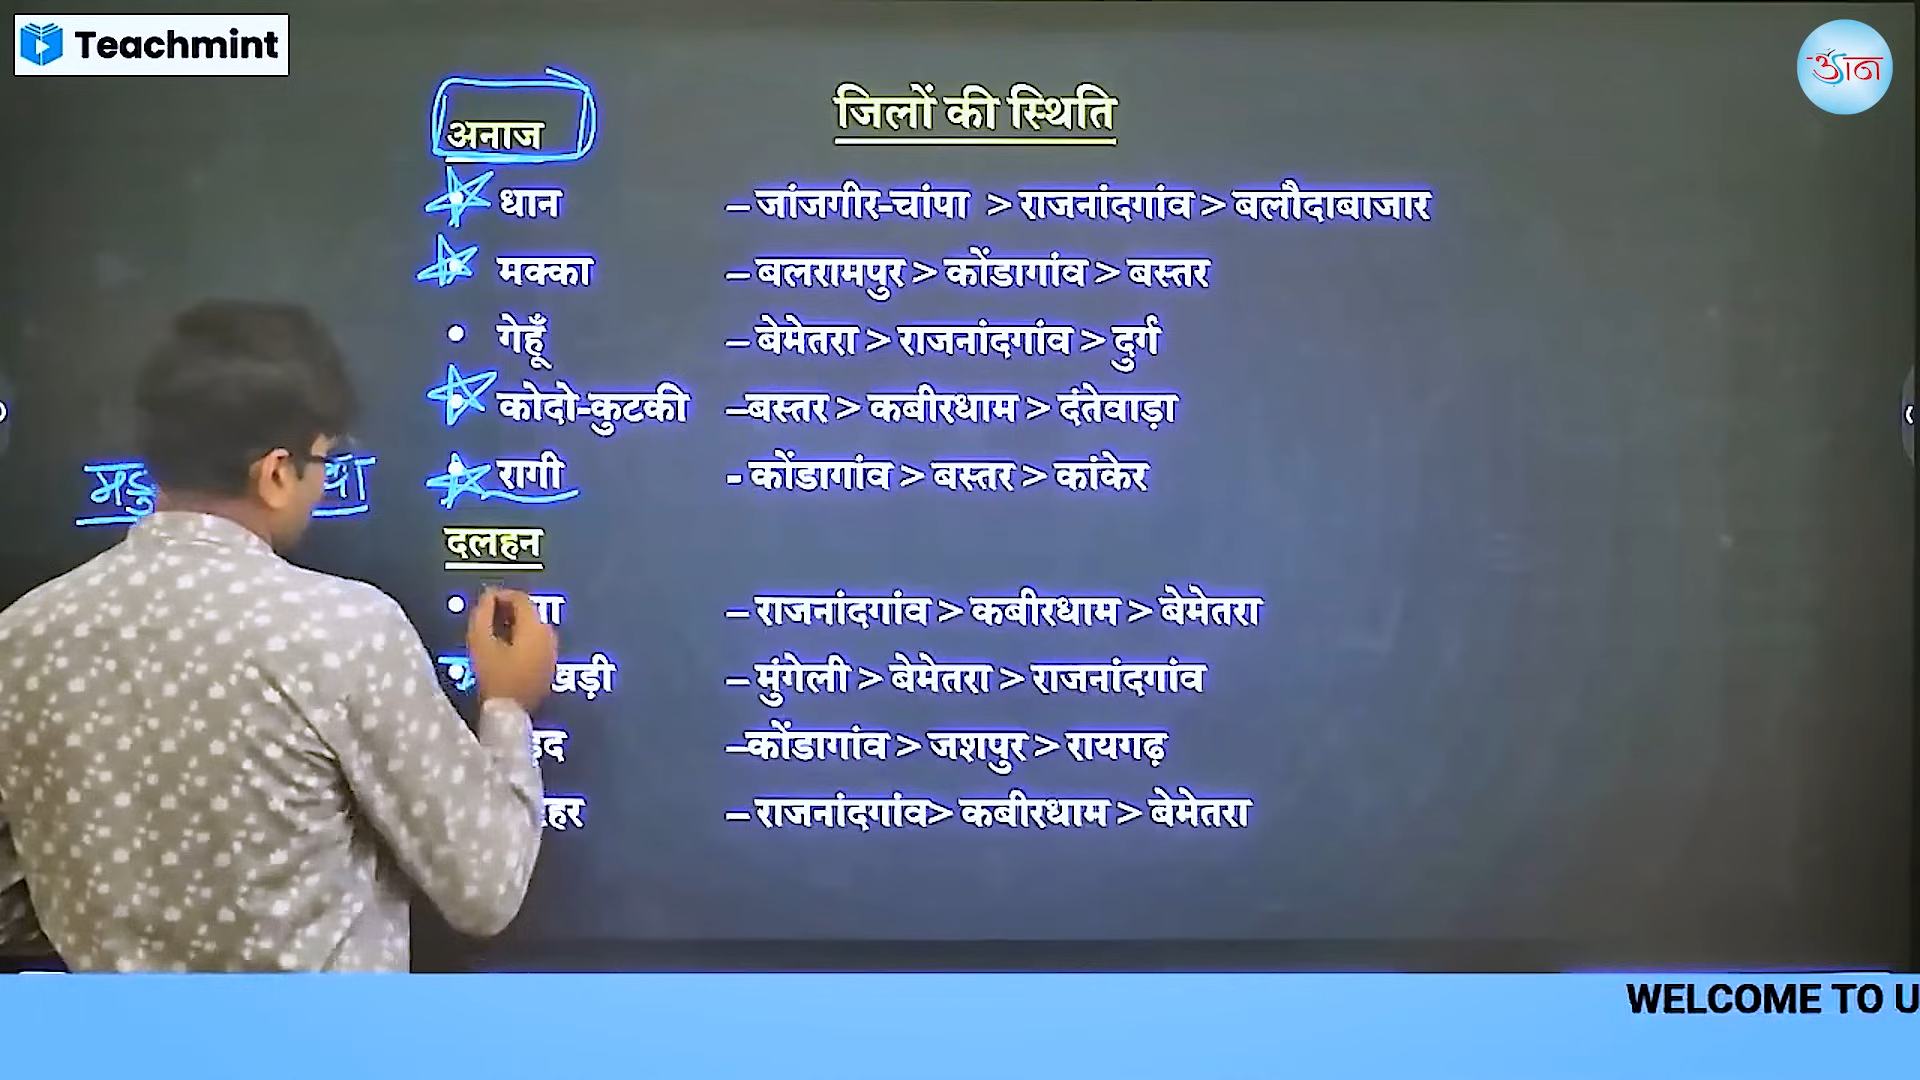 Teachmint
ज्ञान
जिलों की स्थिति
अनाज
धान – जांजगीर-चांपा > राजनांदगांव > बलौदाबाजार
मक्का – बलरामपुर > कोंडागांव > बस्तर
• गेहूँ – बेमेतरा > राजनांदगांव > दुर्ग
कोदो-कुटकी –बस्तर > कबीरधाम > दंतेवाड़ा
रागी - कोंडागांव > बस्तर > कांकेर
दलहन
• – राजनांदगांव > कबीरधाम > बेमेतरा
– मुंगेली > बेमेतरा > राजनांदगांव
–कोंडागांव > जशपुर > रायगढ़
– राजनांदगांव> कबीरधाम > बेमेतरा
WELCOME TO U